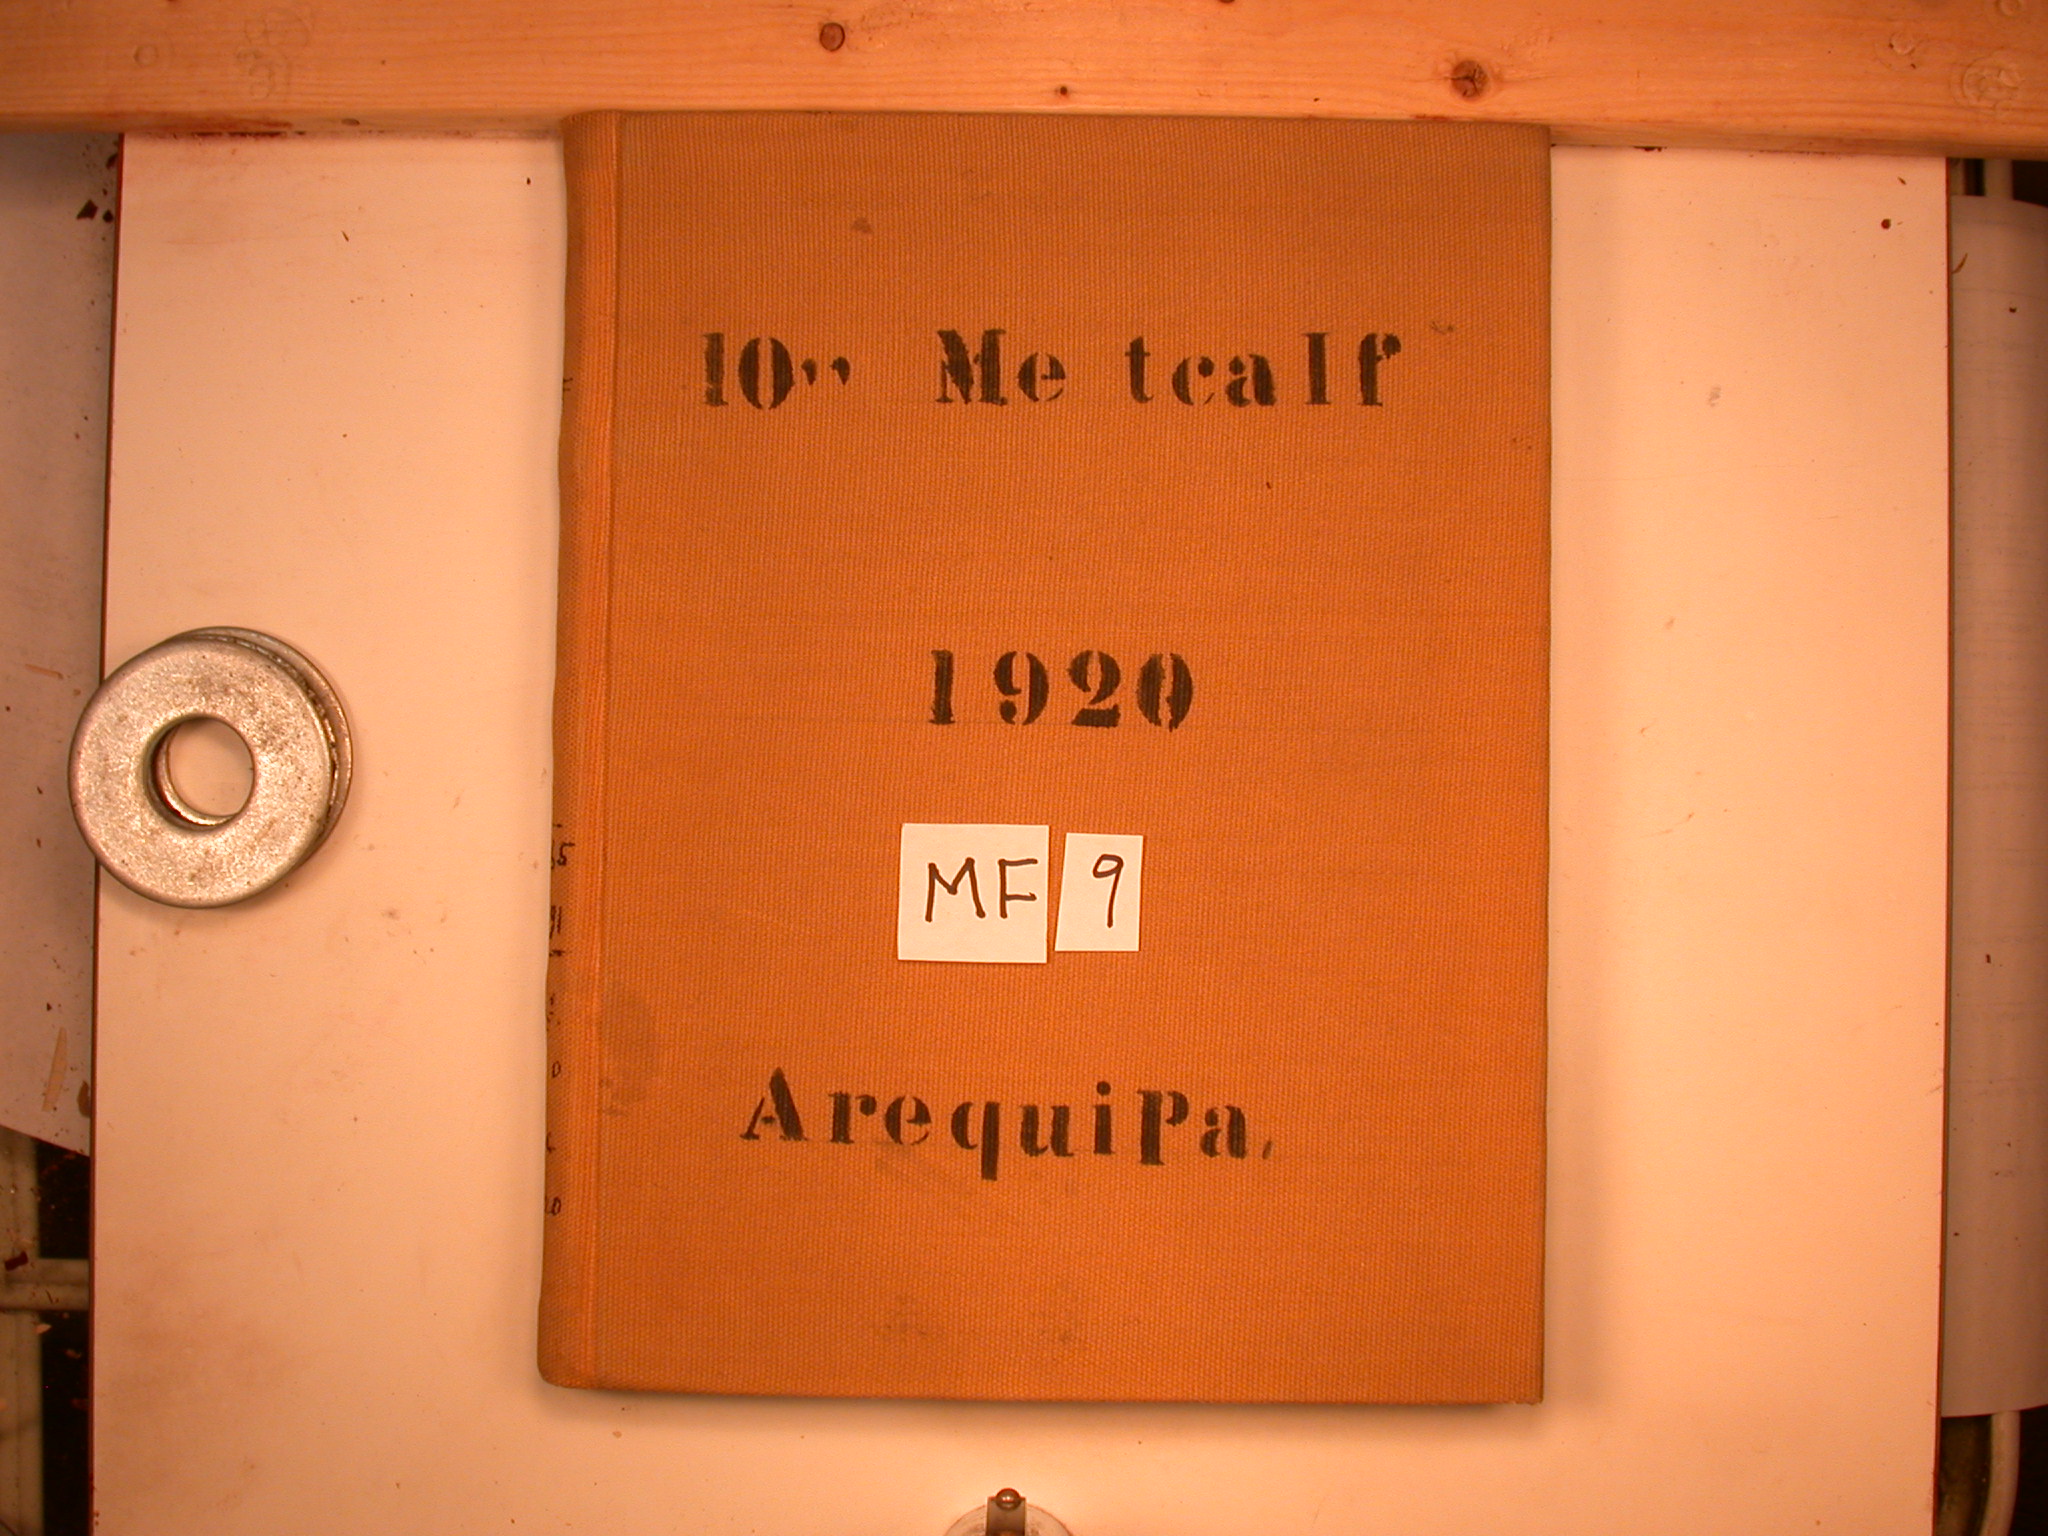 10" Metcalf
1920
MF 9
Arequipa.